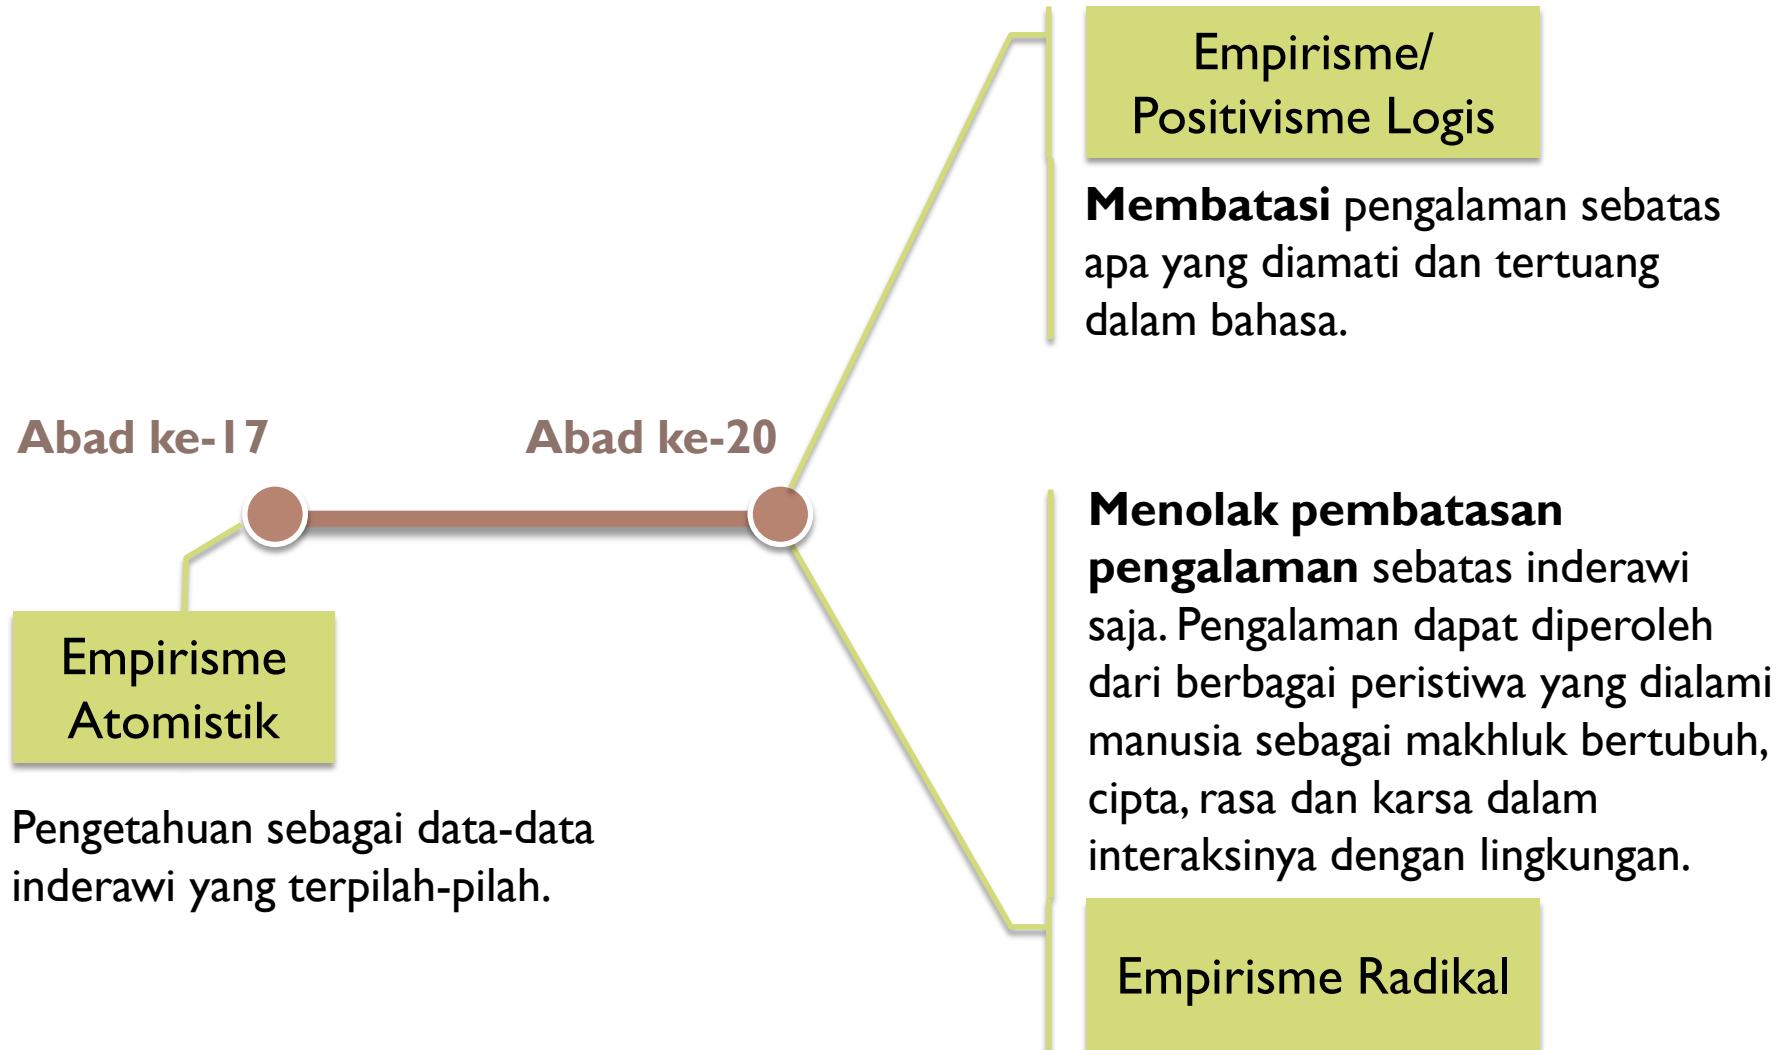 Empirisme/
Positivisme Logis
Membatasi pengalaman sebatas
apa yang diamati dan tertuang
dalam bahasa.
Abad ke-17
Abad ke-20
Empirisme
Atomistik
Pengetahuan sebagai data-data
inderawi yang terpilah-pilah.
Menolak pembatasan
pengalaman sebatas inderawi
saja. Pengalaman dapat diperoleh
dari berbagai peristiwa yang dialami
manusia sebagai makhluk bertubuh,
cipta, rasa dan karsa dalam
interaksinya dengan lingkungan.
Empirisme Radikal